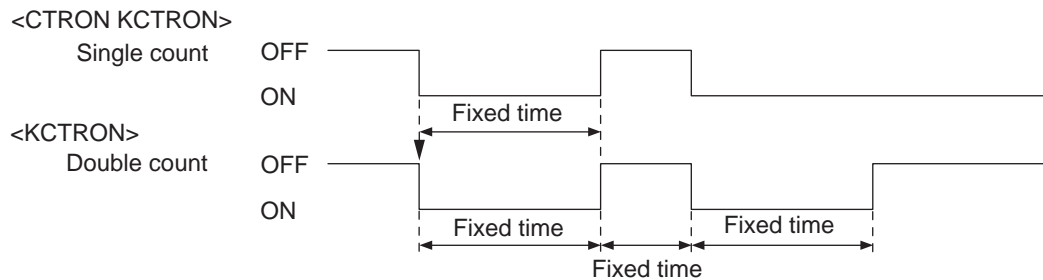 <CTRON KCTRON>
Single count OFF
ON
Fixed time
<KCTRON>
Double count OFF
ON
Fixed time Fixed time
Fixed time